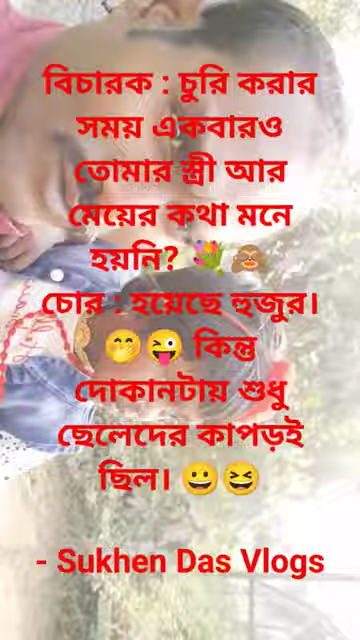 বিচারক : চুরি করার
সময় একবারও
তোমার স্ত্রী আর
মেয়ের কথা মনে
হয়নি? 💐🙈
চোর : হয়েছে হুজুর।
🤭😜 কিন্তু
দোকানটায় শুধু
ছেলেদের কাপড়ই
ছিল। 😀😆
- Sukhen Das Vlogs